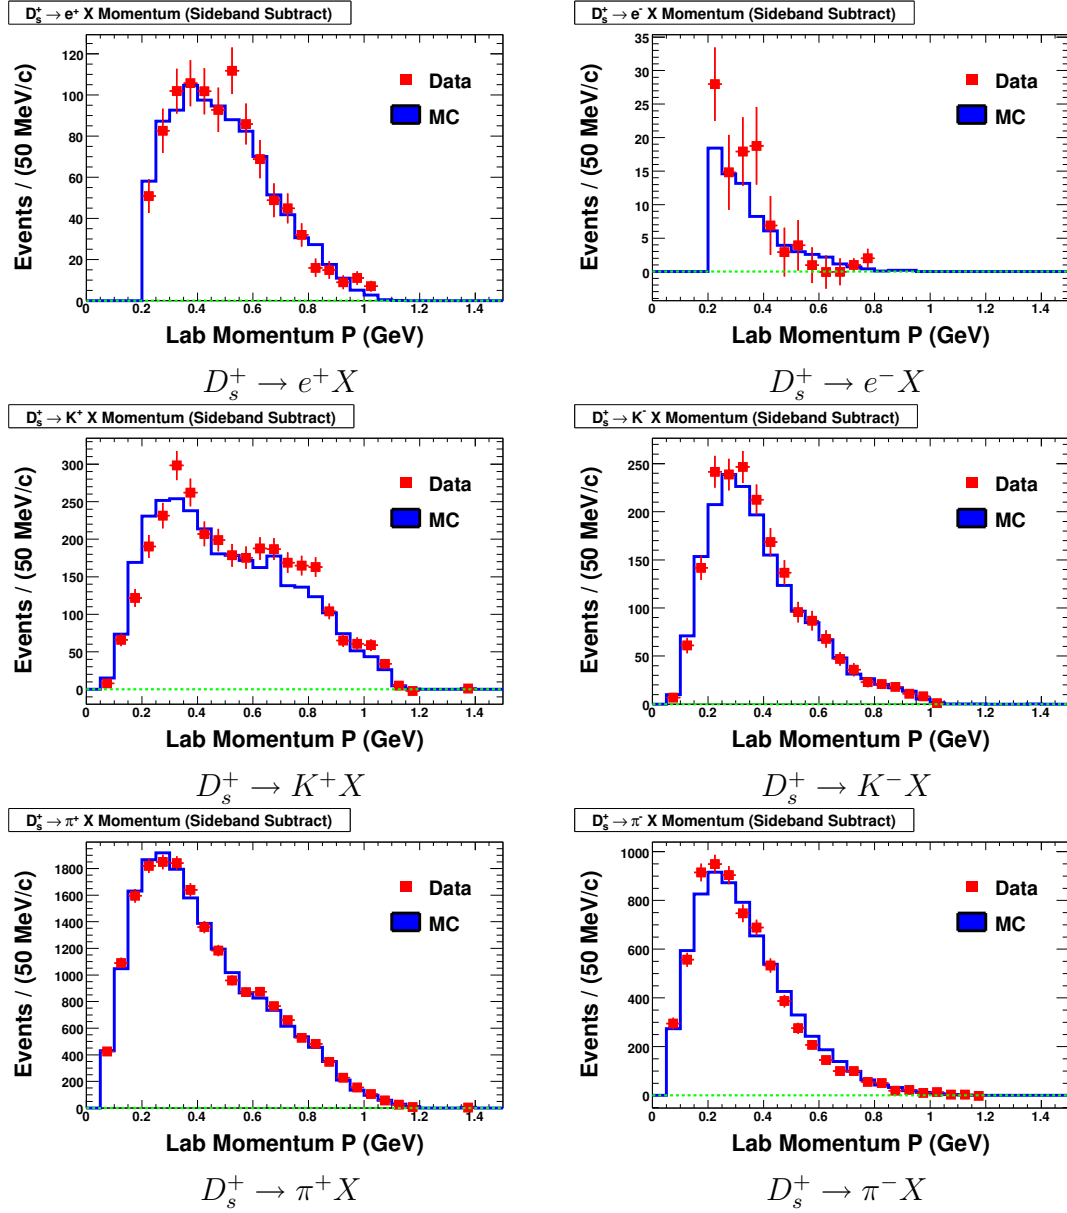 D_s^+ → e^+ X Momentum (Sideband Subtract)
Events / (50 MeV/c)
120
100
80
60
40
20
0
Data
MC
0 0.2 0.4 0.6 0.8 1 1.2 1.4
Lab Momentum P (GeV)
D_s^+ → e^+ X
D_s^+ → e^- X Momentum (Sideband Subtract)
Events / (50 MeV/c)
35
30
25
20
15
10
5
0
Data
MC
0 0.2 0.4 0.6 0.8 1 1.2 1.4
Lab Momentum P (GeV)
D_s^+ → e^- X
D_s^+ → K^+ X Momentum (Sideband Subtract)
Events / (50 MeV/c)
300
250
200
150
100
50
0
Data
MC
0 0.2 0.4 0.6 0.8 1 1.2 1.4
Lab Momentum P (GeV)
D_s^+ → K^+ X
D_s^+ → K^- X Momentum (Sideband Subtract)
Events / (50 MeV/c)
250
200
150
100
50
0
Data
MC
0 0.2 0.4 0.6 0.8 1 1.2 1.4
Lab Momentum P (GeV)
D_s^+ → K^- X
D_s^+ → π^+ X Momentum (Sideband Subtract)
Events / (50 MeV/c)
1800
1600
1400
1200
1000
800
600
400
200
0
Data
MC
0 0.2 0.4 0.6 0.8 1 1.2 1.4
Lab Momentum P (GeV)
D_s^+ → π^+ X
D_s^+ → π^- X Momentum (Sideband Subtract)
Events / (50 MeV/c)
1000
800
600
400
200
0
Data
MC
0 0.2 0.4 0.6 0.8 1 1.2 1.4
Lab Momentum P (GeV)
D_s^+ → π^- X